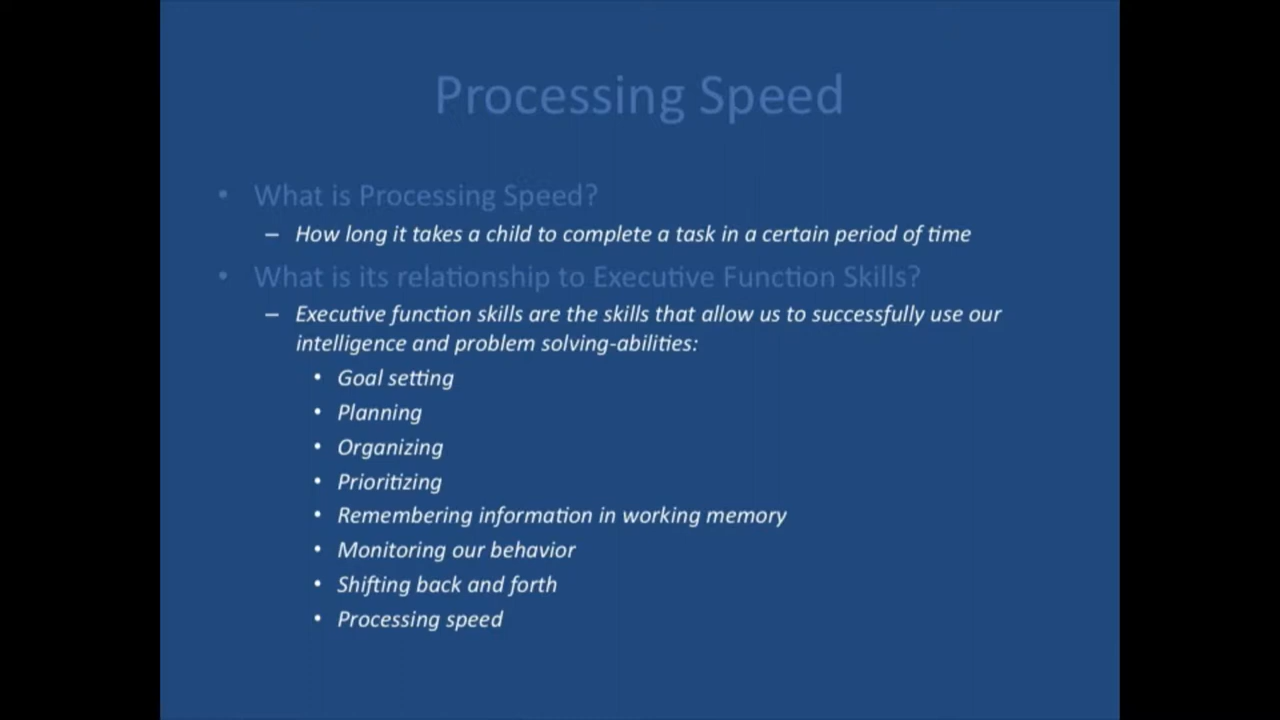 Processing Speed
• What is Processing Speed?
– How long it takes a child to complete a task in a certain period of time
• What is its relationship to Executive Function Skills?
– Executive function skills are the skills that allow us to successfully use our
intelligence and problem solving-abilities:
• Goal setting
• Planning
• Organizing
• Prioritizing
• Remembering information in working memory
• Monitoring our behavior
• Shifting back and forth
• Processing speed